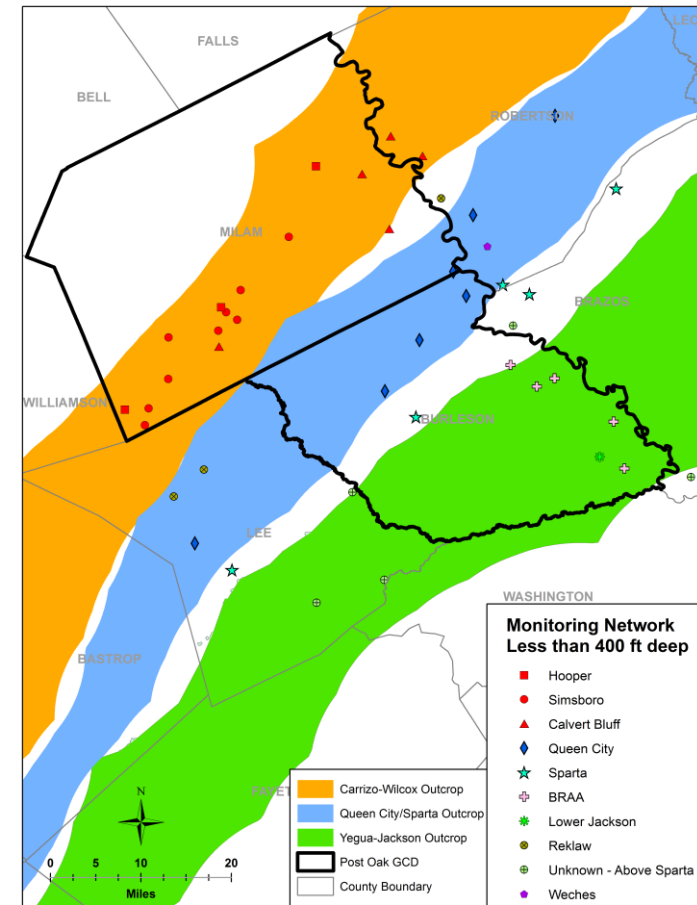 FALLS
LEO
BELL
ROBERTSON
MILAM
BRAZOS
WILLIAMSON
BURLESON
LEE
WASHINGTON
BASTROP
FAYET
N
0 5 10 20
Miles
Carrizo-Wilcox Outcrop
Queen City/Sparta Outcrop
Yegua-Jackson Outcrop
Post Oak GCD
County Boundary
Monitoring Network
Less than 400 ft deep
Hooper
Simsboro
Calvert Bluff
Queen City
Sparta
BRAA
Lower Jackson
Reklaw
Unknown - Above Sparta
Weches